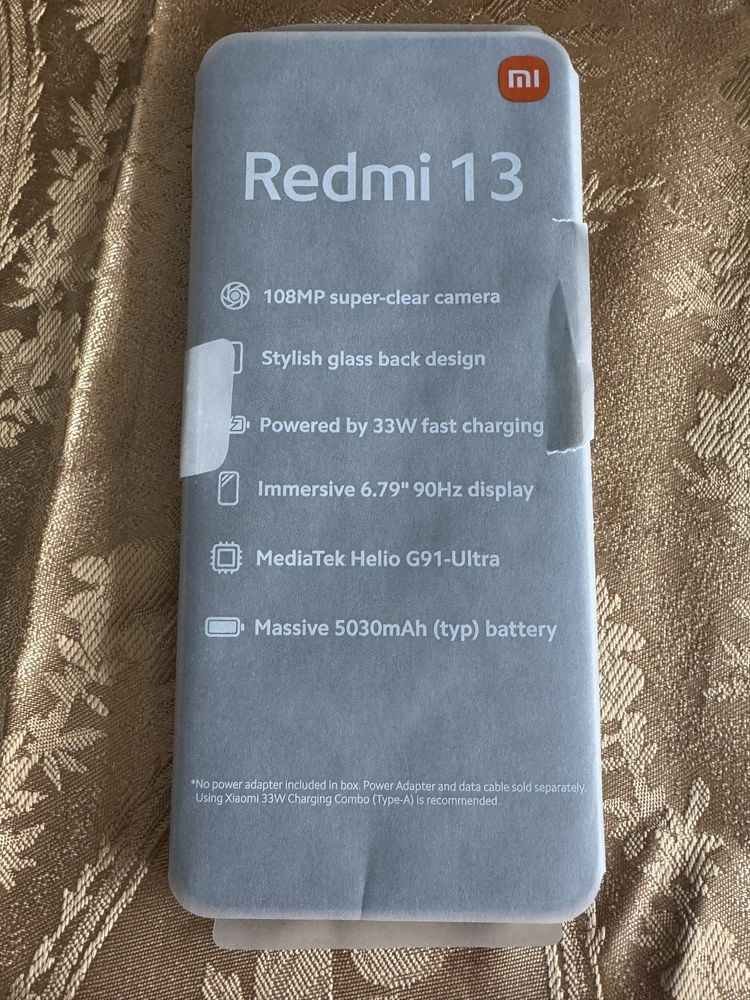 mi
Redmi 13
108MP super-clear camera
Stylish glass back design
Powered by 33W fast charging
Immersive 6.79" 90Hz display
MediaTek Helio G91-Ultra
Massive 5030mAh (typ) battery
*No power adapter included in box. Power Adapter and data cable sold separately.
Using Xiaomi 33W Charging Combo (Type-A) is recommended.